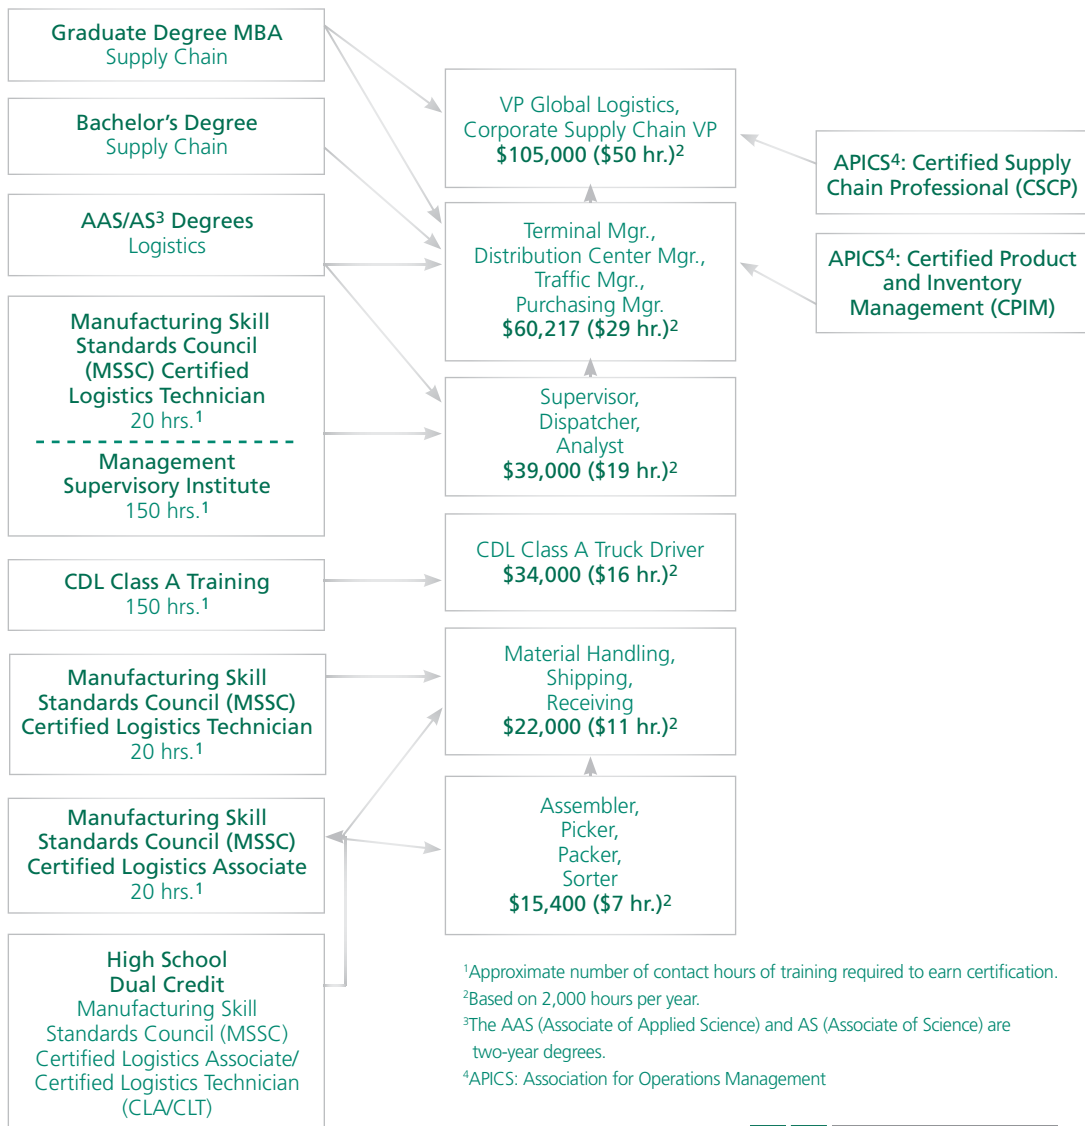 Graduate Degree MBA
Supply Chain
Bachelor's Degree
Supply Chain
AAS/AS³ Degrees
Logistics
Manufacturing Skill
Standards Council
(MSSC) Certified
Logistics Technician
20 hrs.¹
Management
Supervisory Institute
150 hrs.¹
CDL Class A Training
150 hrs.¹
Manufacturing Skill
Standards Council (MSSC)
Certified Logistics Technician
20 hrs.¹
Manufacturing Skill
Standards Council (MSSC)
Certified Logistics Associate
20 hrs.¹
High School
Dual Credit
Manufacturing Skill
Standards Council (MSSC)
Certified Logistics Associate/
Certified Logistics Technician
(CLA/CLT)
VP Global Logistics,
Corporate Supply Chain VP
$105,000 ($50 hr.)²
Terminal Mgr.,
Distribution Center Mgr.,
Traffic Mgr.,
Purchasing Mgr.
$60,217 ($29 hr.)²
Supervisor,
Dispatcher,
Analyst
$39,000 ($19 hr.)²
CDL Class A Truck Driver
$34,000 ($16 hr.)²
Material Handling,
Shipping,
Receiving
$22,000 ($11 hr.)²
Assembler,
Picker,
Packer,
Sorter
$15,400 ($7 hr.)²
APICS⁴: Certified Supply
Chain Professional (CSCP)
APICS⁴: Certified Product
and Inventory
Management (CPIM)
¹Approximate number of contact hours of training required to earn certification.
²Based on 2,000 hours per year.
³The AAS (Associate of Applied Science) and AS (Associate of Science) are
two-year degrees.
⁴APICS: Association for Operations Management